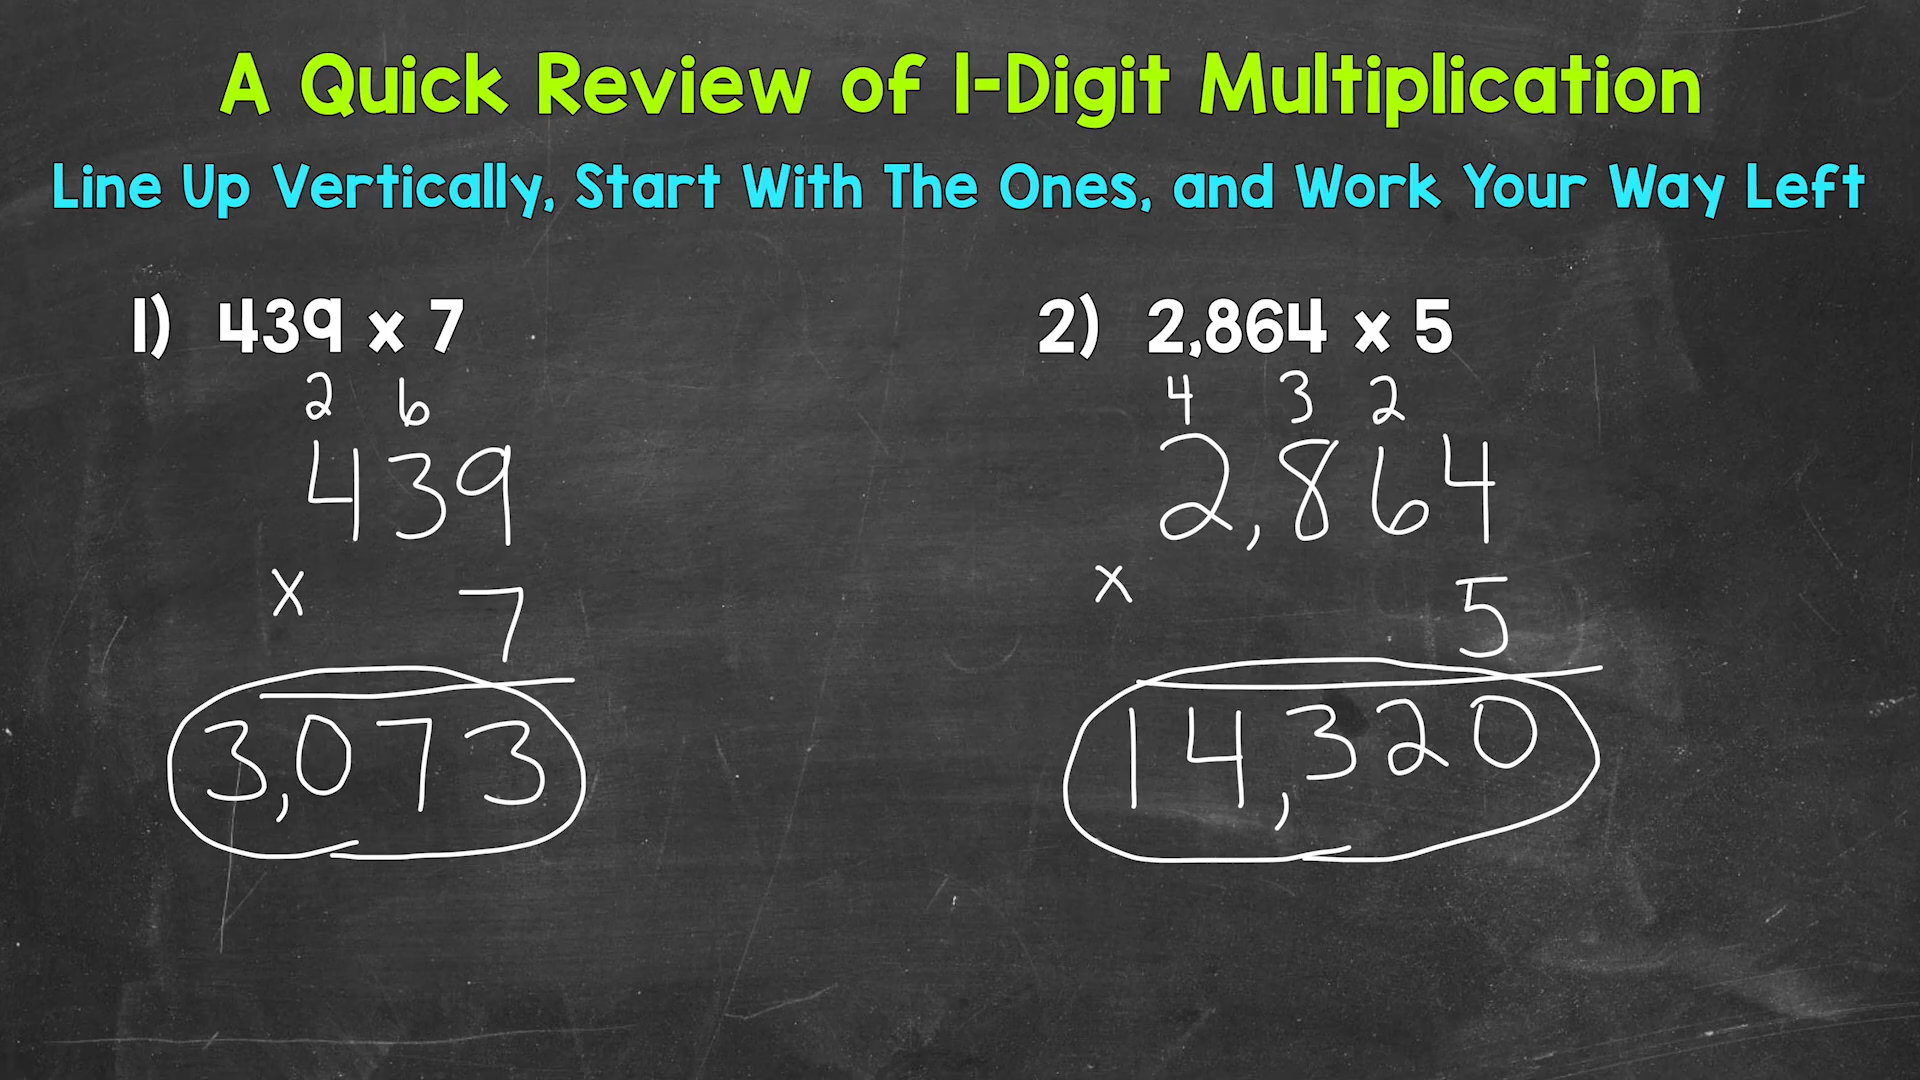 A Quick Review of 1-Digit Multiplication
Line Up Vertically, Start With The Ones, and Work Your Way Left
1) 439 x 7
2 6
439
x 7
3,073
2) 2,864 x 5
4 3 2
2,864
x 5
14,320